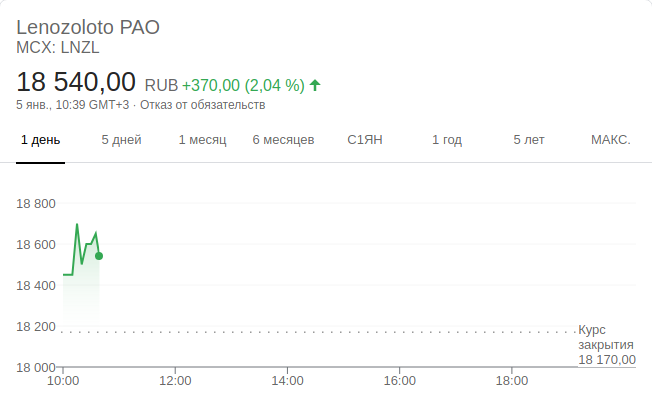 Lenozoloto PAO
MCX: LNZL
18 540,00 RUB +370,00 (2,04 %)
5 янв., 10:39 GMT+3 · Отказ от обязательств
1 день 5 дней 1 месяц 6 месяцев С1ЯН 1 год 5 лет МАКС.
18 800
18 600
18 400
18 200
Курс
закрытия
18 170,00
18 000
10:00 12:00 14:00 16:00 18:00